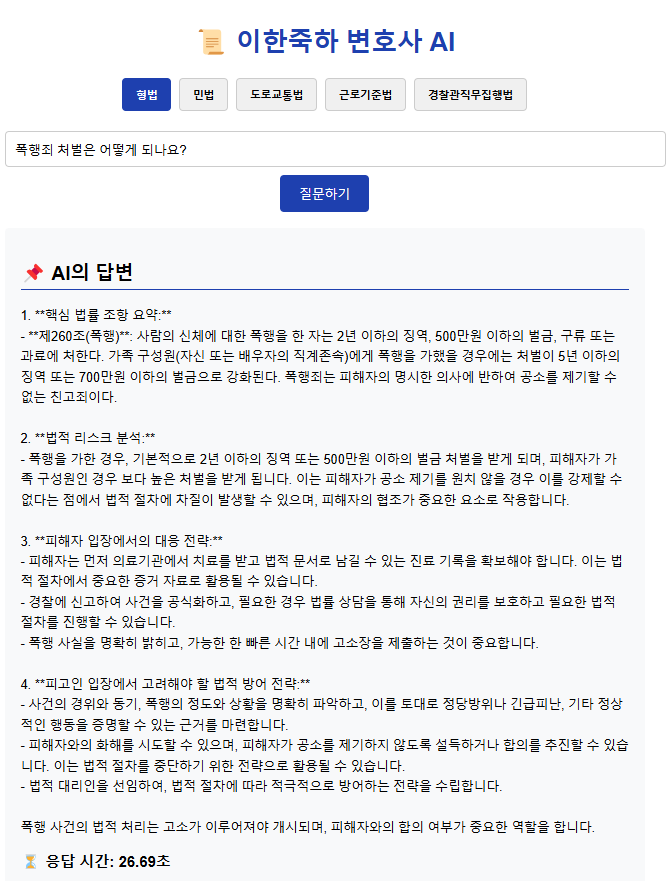 📜 이한죽하 변호사 AI
형법 민법 도로교통법 근로기준법 경찰관직무집행법
폭행죄 처벌은 어떻게 되나요?
질문하기
📌 AI의 답변
1. **핵심 법률 조항 요약:**
- **제260조(폭행)**: 사람의 신체에 대한 폭행을 한 자는 2년 이하의 징역, 500만원 이하의 벌금, 구류 또는
과료에 처한다. 가족 구성원(자신 또는 배우자의 직계존속)에게 폭행을 가했을 경우에는 처벌이 5년 이하의
징역 또는 700만원 이하의 벌금으로 강화된다. 폭행죄는 피해자의 명시한 의사에 반하여 공소를 제기할 수
없는 친고죄이다.
2. **법적 리스크 분석:**
- 폭행을 가한 경우, 기본적으로 2년 이하의 징역 또는 500만원 이하의 벌금 처벌을 받게 되며, 피해자가 가
족 구성원인 경우 보다 높은 처벌을 받게 됩니다. 이는 피해자가 공소 제기를 원치 않을 경우 이를 강제할 수
없다는 점에서 법적 절차에 차질이 발생할 수 있으며, 피해자의 협조가 중요한 요소로 작용합니다.
3. **피해자 입장에서의 대응 전략:**
- 피해자는 먼저 의료기관에서 치료를 받고 법적 문서로 남길 수 있는 진료 기록을 확보해야 합니다. 이는 법
적 절차에서 중요한 증거 자료로 활용될 수 있습니다.
- 경찰에 신고하여 사건을 공식화하고, 필요한 경우 법률 상담을 통해 자신의 권리를 보호하고 필요한 법적
절차를 진행할 수 있습니다.
- 폭행 사실을 명확히 밝히고, 가능한 한 빠른 시간 내에 고소장을 제출하는 것이 중요합니다.
4. **피고인 입장에서 고려해야 할 법적 방어 전략:**
- 사건의 경위와 동기, 폭행의 정도와 상황을 명확히 파악하고, 이를 토대로 정당방위나 긴급피난, 기타 정상
적인 행동을 증명할 수 있는 근거를 마련합니다.
- 피해자와의 화해를 시도할 수 있으며, 피해자가 공소를 제기하지 않도록 설득하거나 합의를 추진할 수 있습
니다. 이는 법적 절차를 중단하기 위한 전략으로 활용될 수 있습니다.
- 법적 대리인을 선임하여, 법적 절차에 따라 적극적으로 방어하는 전략을 수립합니다.
폭행 사건의 법적 처리는 고소가 이루어져야 개시되며, 피해자와의 합의 여부가 중요한 역할을 합니다.
⏳ 응답 시간: 26.69초